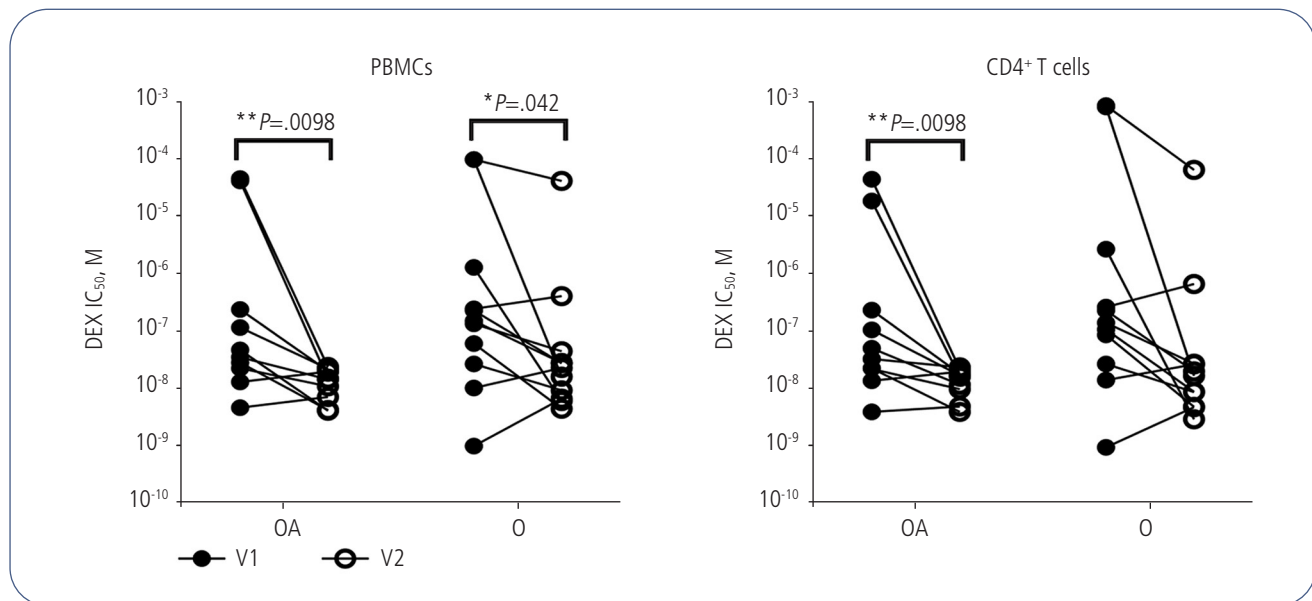 PBMCs
DEX IC50, M
10-3
10-4
10-5
10-6
10-7
10-8
10-9
10-10
**P=.0098
*P=.042
OA
O
CD4+ T cells
DEX IC50, M
10-3
10-4
10-5
10-6
10-7
10-8
10-9
10-10
**P=.0098
OA
O
V1
V2